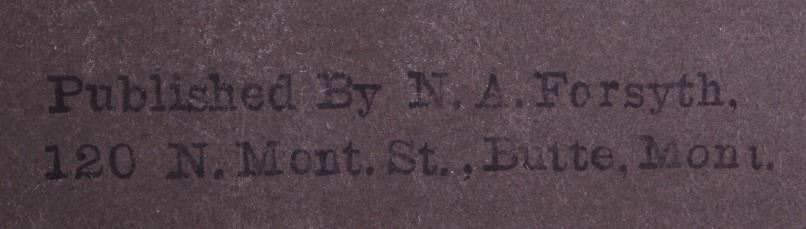 Published By N. A. Forsyth,
120 N. Mont. St., Butte, Mont.